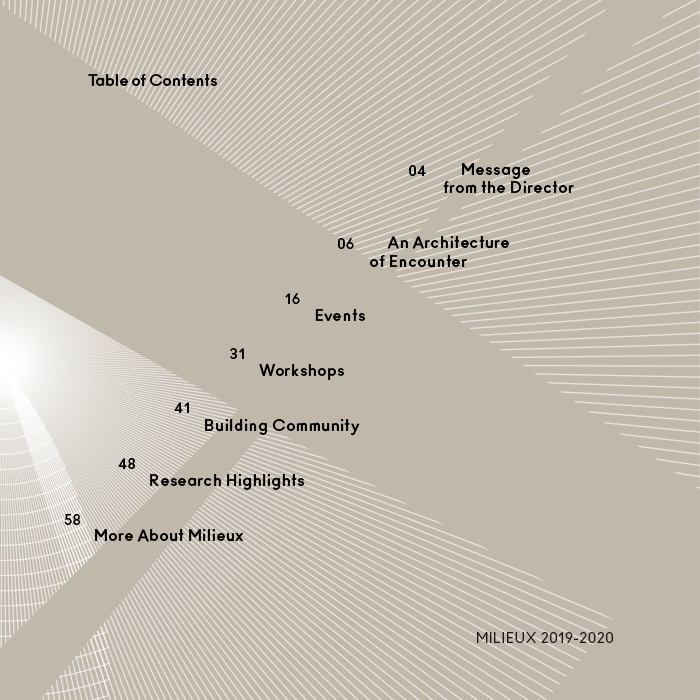 Table of Contents
04 Message
from the Director
06 An Architecture
of Encounter
16
Events
31
Workshops
41
Building Community
48
Research Highlights
58
More About Milieux
MILIEUX 2019-2020